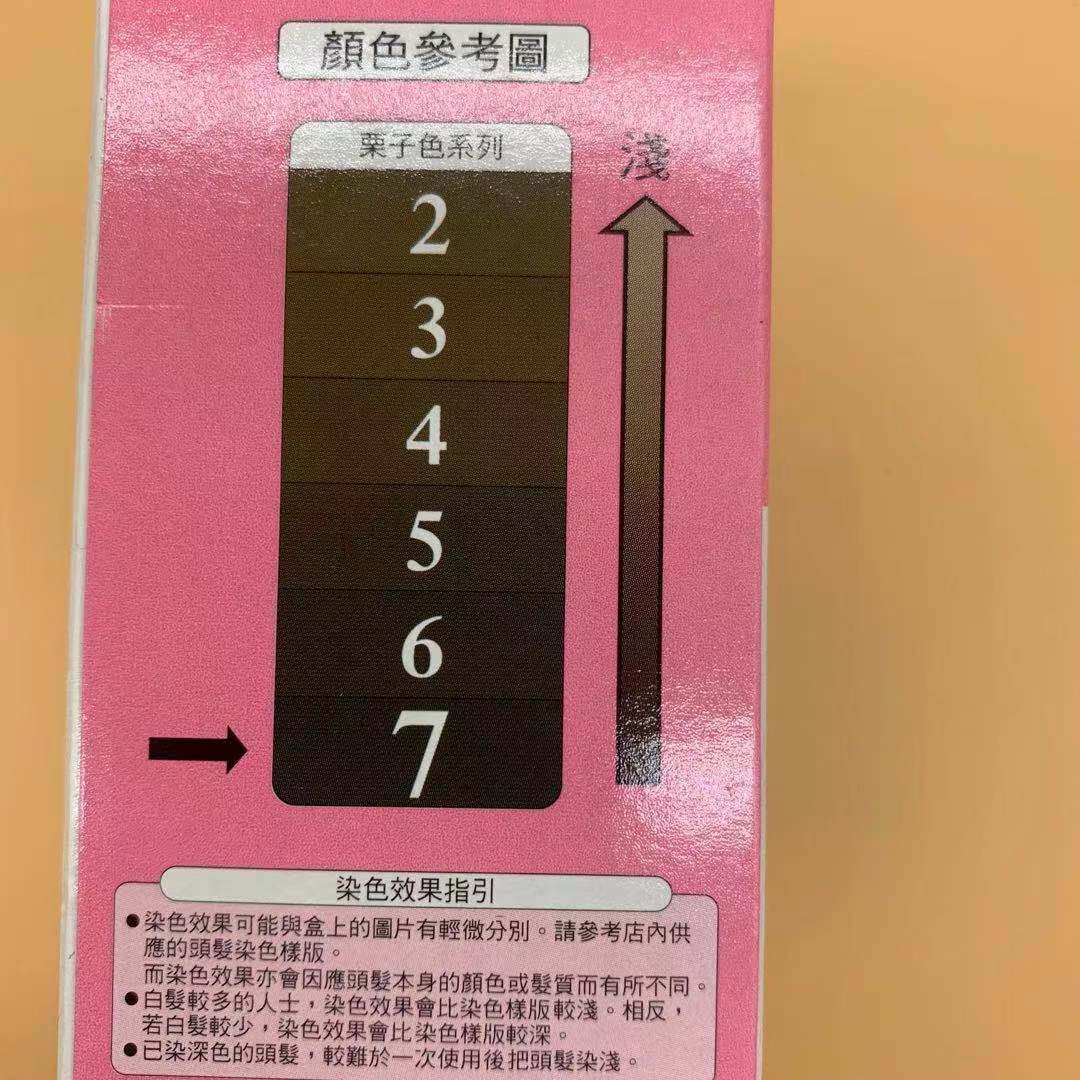 顏色參考圖
栗子色系列
淺
2
3
4
5
6
7
染色效果指引
●染色效果可能與盒上的圖片有輕微分別。請參考店內供
應的頭髮染色樣版。
而染色效果亦會因應頭髮本身的顏色或髮質而有所不同。
●白髮較多的人士，染色效果會比染色樣版較淺。相反，
若白髮較少，染色效果會比染色樣版較深。
●已染深色的頭髮，較難於一次使用後把頭髮染淺。